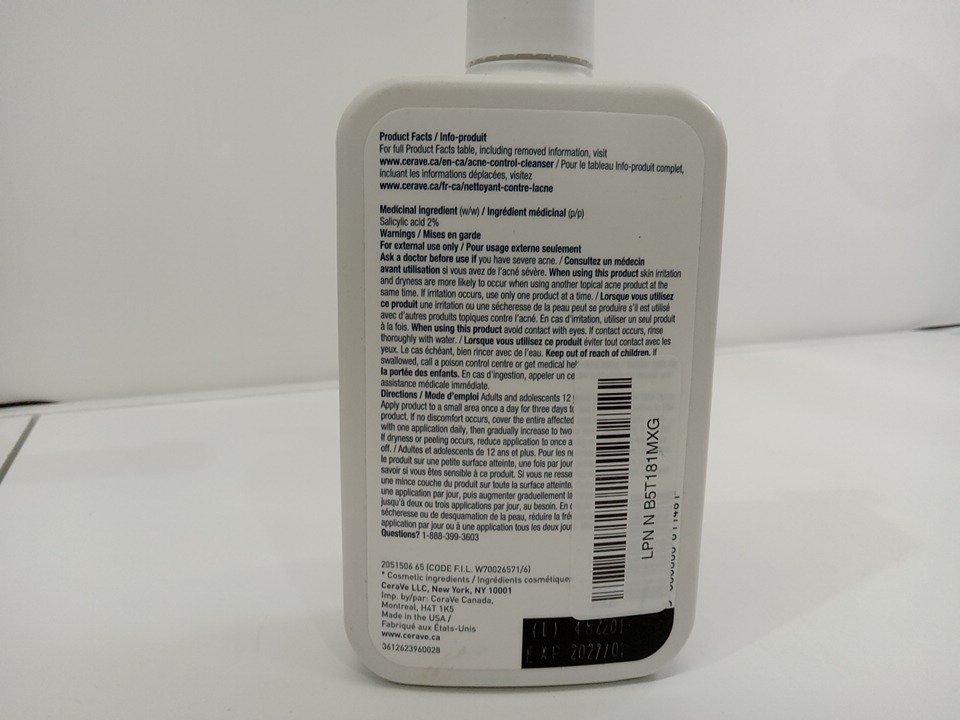 Product Facts / Info-produit
For full Product Facts table, including removed information, visit
www.cerave.ca/en-ca/acne-control-cleanser / Pour le tableau Info-produit complet,
incluant les informations déplacées, visitez
www.cerave.ca/fr-ca/nettoyant-contre-lacne
Medicinal ingredient (w/w) / Ingrédient médicinal (p/p)
Salicylic acid 2%
Warnings / Mises en garde
For external use only / Pour usage externe seulement
Ask a doctor before use if you have severe acne. / Consultez un médecin
avant utilisation si vous avez de l'acné sévère. When using this product skin irritation
and dryness are more likely to occur when using another topical acne product at the
same time. If irritation occurs, use only one product at a time. / Lorsque vous utilisez
ce produit une irritation ou une sécheresse de la peau peut se produire s'il est utilisé
avec d'autres produits topiques contre l'acné. En cas d'irritation, utiliser un seul produit
à la fois. When using this product avoid contact with eyes. If contact occurs, rinse
thoroughly with water. / Lorsque vous utilisez ce produit éviter tout contact avec les
yeux. Le cas échéant, bien rincer avec de l'eau. Keep out of reach of children. If
swallowed, call a poison control centre or get medical
la portée des enfants. En cas d'ingestion, appeler un
assistance médicale immédiate.
Directions / Mode d'emploi Adults and adolescents 12
Apply product to a small area once a day for three days
product. If no discomfort occurs, cover the entire affected
with one application daily, then gradually increase to two
If dryness or peeling occurs, reduce application to once a
off. / Adultes et adolescents de 12 ans et plus. Pour les
le produit sur une petite surface atteinte, une fois par jour
savoir si vous êtes sensible à ce produit. Si vous ne
une mince couche du produit sur toute la surface atteinte.
une application par jour, puis augmenter graduellement
jusqu'à deux ou trois applications par jour, au besoin. En
sécheresse ou de desquamation de la peau, réduire la
application par jour ou à une application tous les deux
Questions? 1-888-399-3603
2051506 65 (CODE F.I.L. W70026571/6)
* Cosmetic ingredients / Ingrédients
CeraVe LLC, New York, NY 10001
Imp. by/par: CeraVe Canada,
Montreal, H4T 1K5
Made in the USA /
Fabriqué aux États-Unis
www.cerave.ca
3612623960028
LPN N B5T181MXG
(L)
EXP